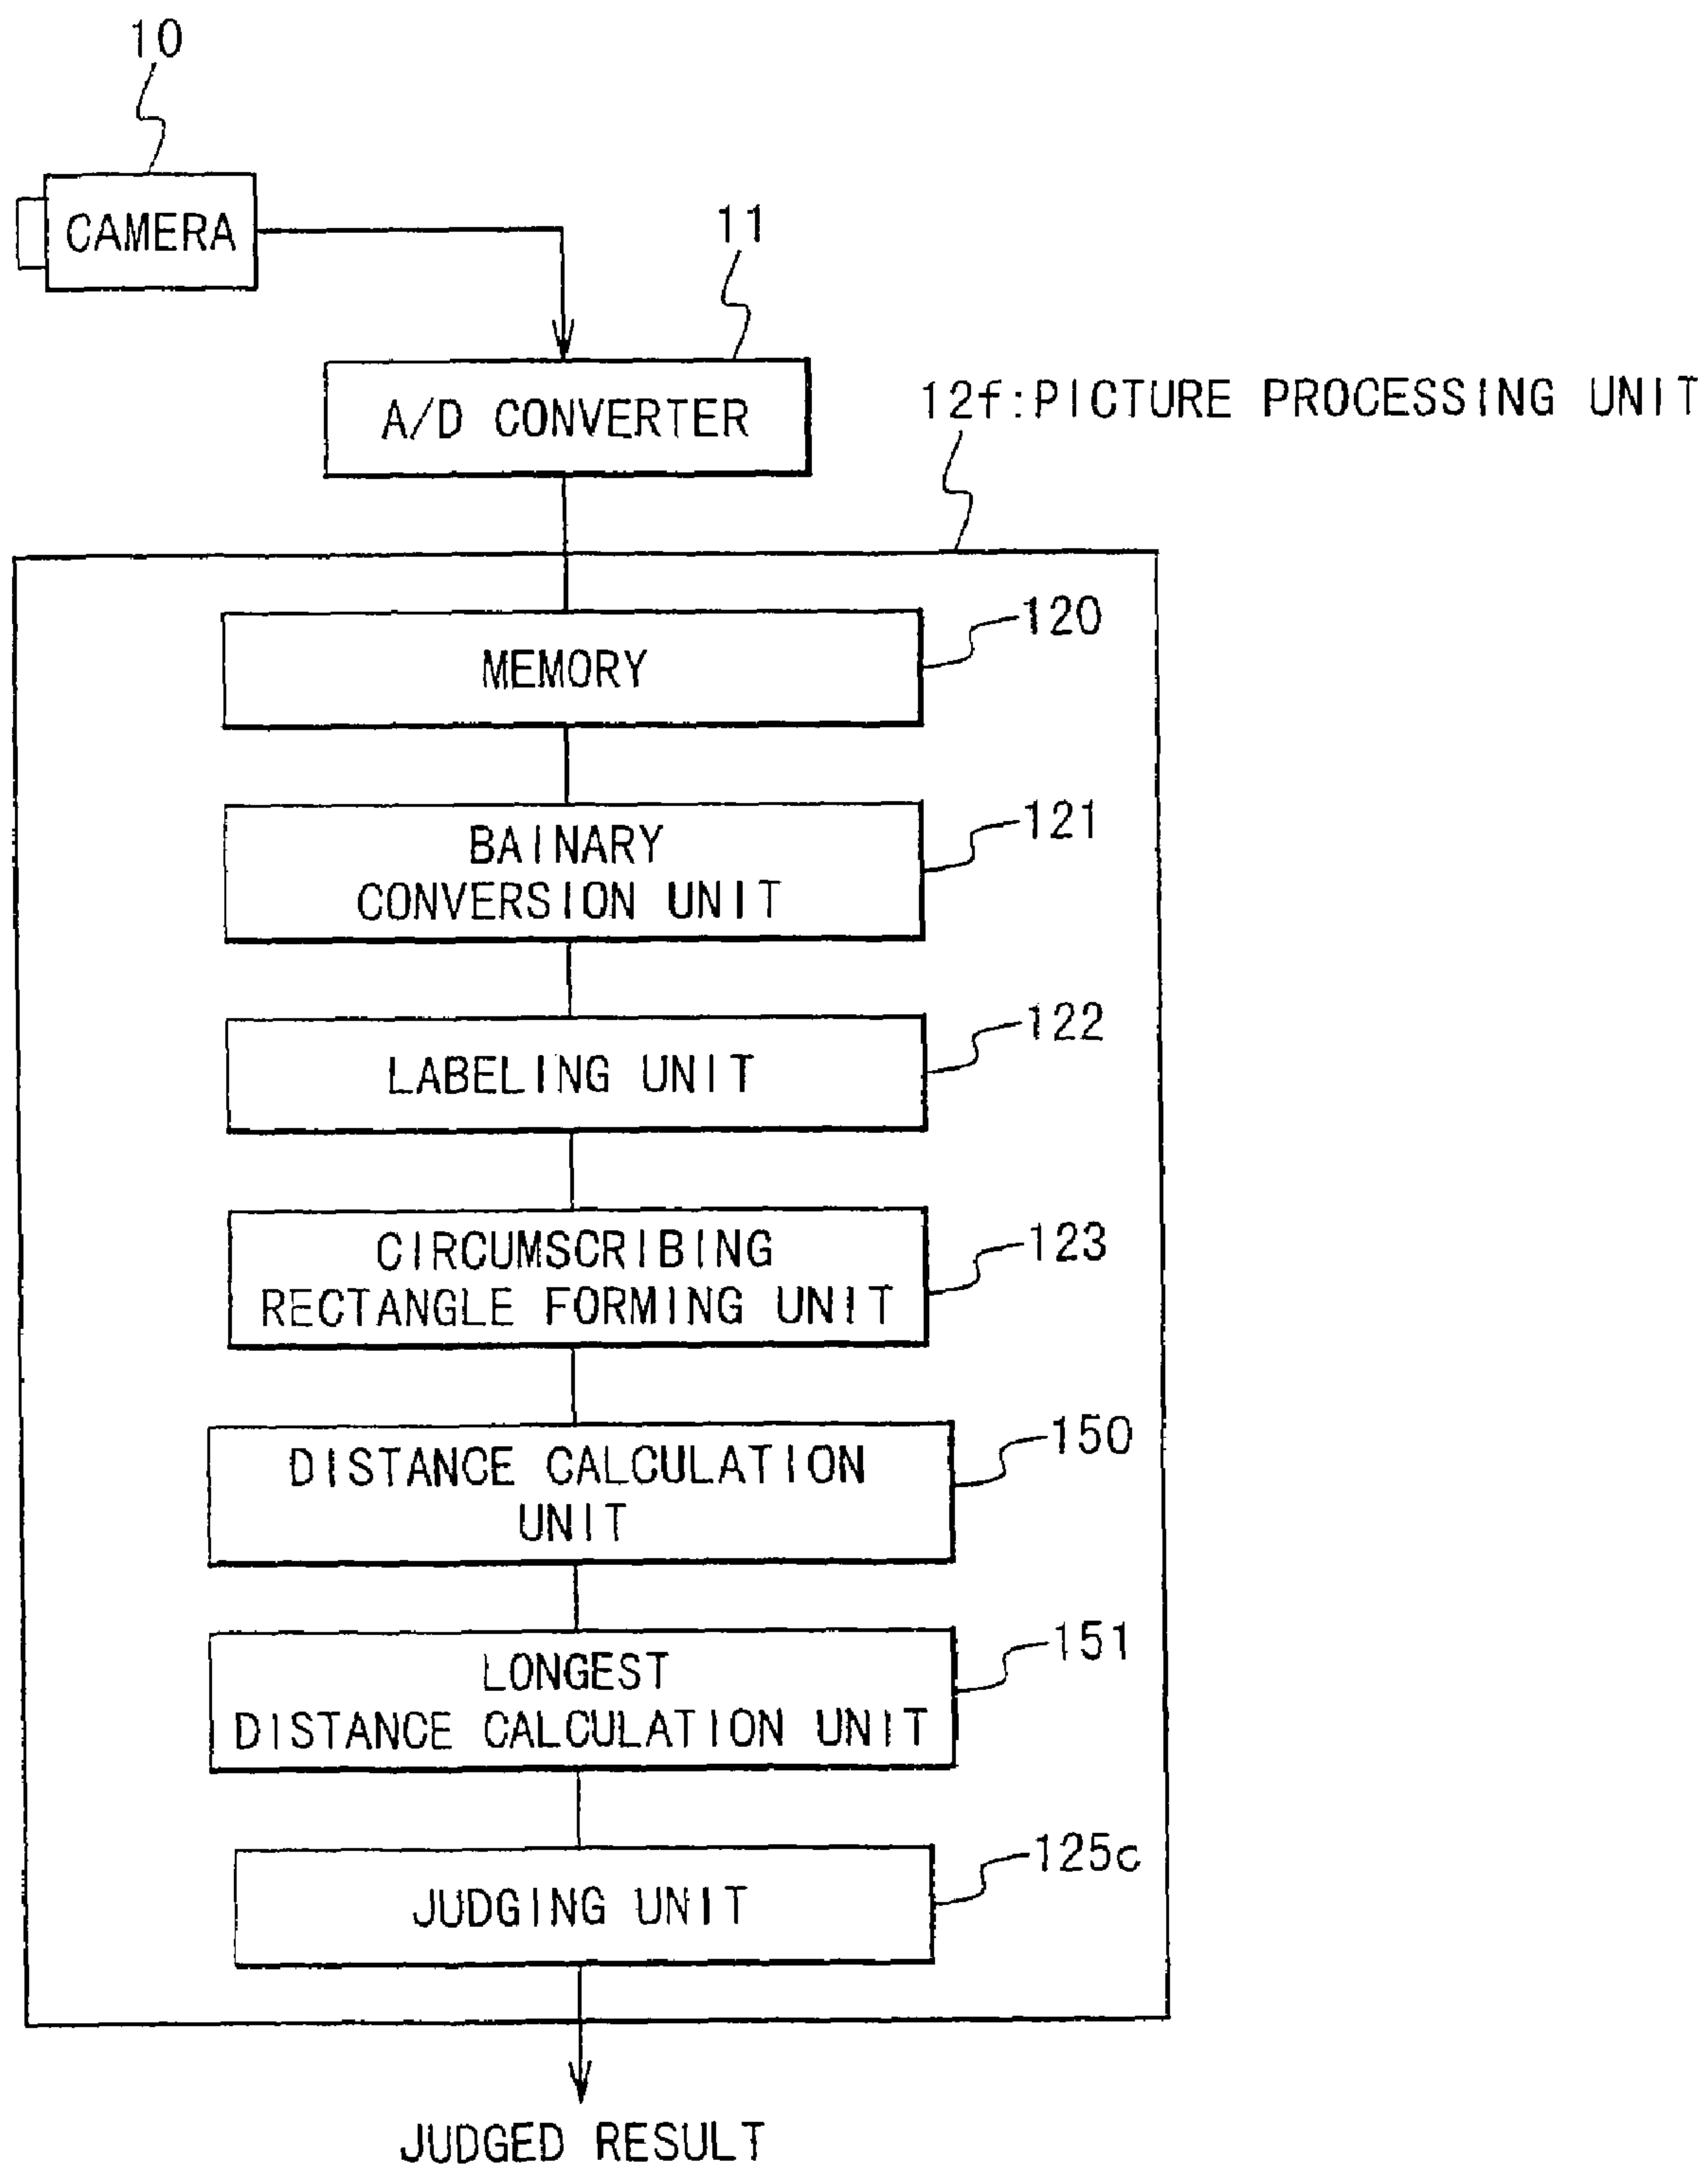 10
CAMERA
11
A/D CONVERTER
12f:PICTURE PROCESSING UNIT
120
MEMORY
121
BAINARY
CONVERSION UNIT
122
LABELING UNIT
123
CIRCUMSCRIBING
RECTANGLE FORMING UNIT
150
DISTANCE CALCULATION
UNIT
151
LONGEST
DISTANCE CALCULATION UNIT
125c
JUDGING UNIT
JUDGED RESULT